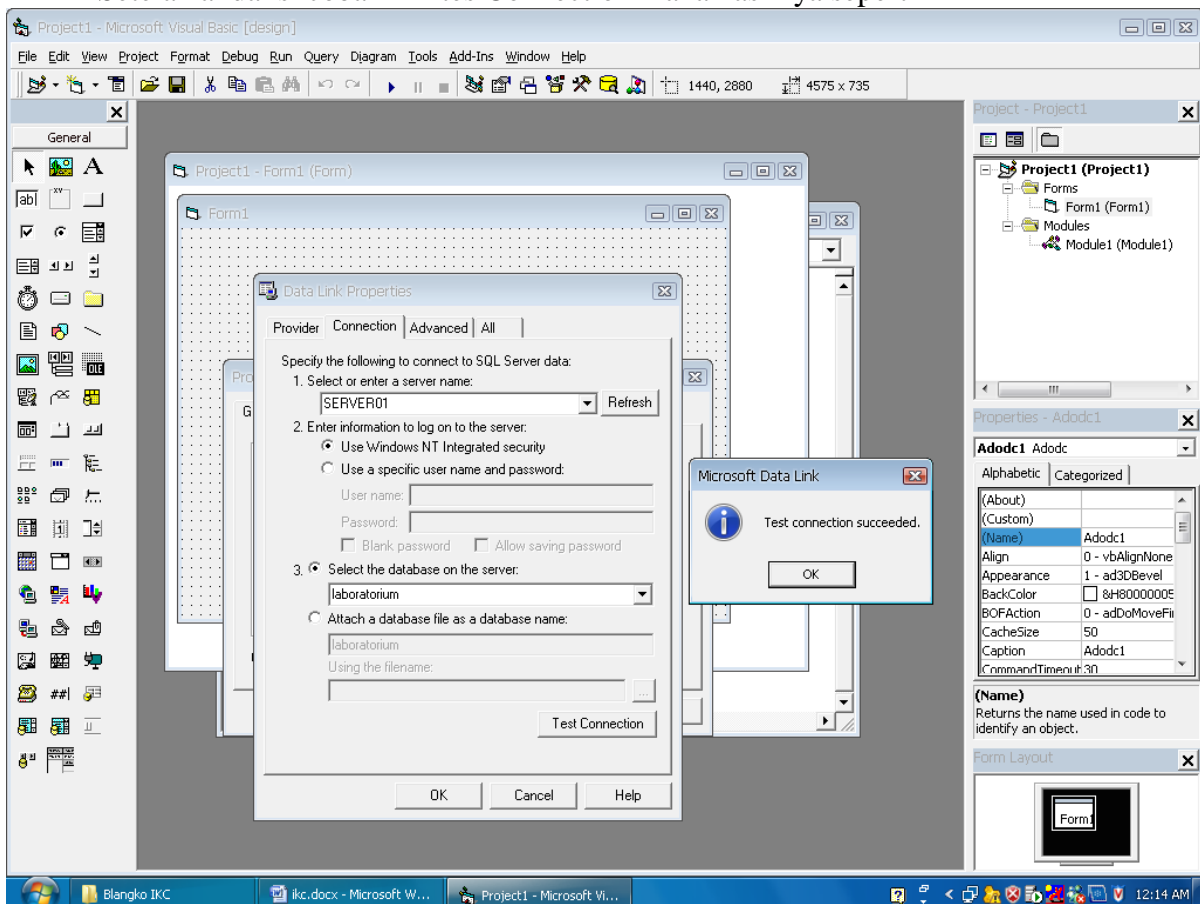 Project1 - Microsoft Visual Basic [design]
File Edit View Project Format Debug Run Query Diagram Tools Add-Ins Window Help
1440, 2880 4575 x 735
General
Project1 - Form1 (Form)
Form1
Data Link Properties
Provider Connection Advanced All
Specify the following to connect to SQL Server data:
1. Select or enter a server name:
SERVER01 Refresh
2. Enter information to log on to the server:
Use Windows NT Integrated security
Use a specific user name and password:
User name:
Password:
Blank password Allow saving password
3. Select the database on the server:
laboratorium
Attach a database file as a database name:
laboratorium
Using the filename:
...
Test Connection
OK Cancel Help
Pro
G
Microsoft Data Link
Test connection succeeded.
OK
Project - Project1
Project1 (Project1)
Forms
Form1 (Form1)
Modules
Module1 (Module1)
Properties - Adodc1
Adodc1 Adodc
Alphabetic Categorized
(About)
(Custom)
(Name) Adodc1
Align 0 - vbAlignNone
Appearance 1 - ad3DBevel
BackColor &H80000005
BOFAction 0 - adDoMoveFi
CacheSize 50
Caption Adodc1
CommandTimeout 30
(Name)
Returns the name used in code to
identify an object.
Form Layout
Form1
Blangko IKC ikc.docx - Microsoft W... Project1 - Microsoft Vi... 12:14 AM